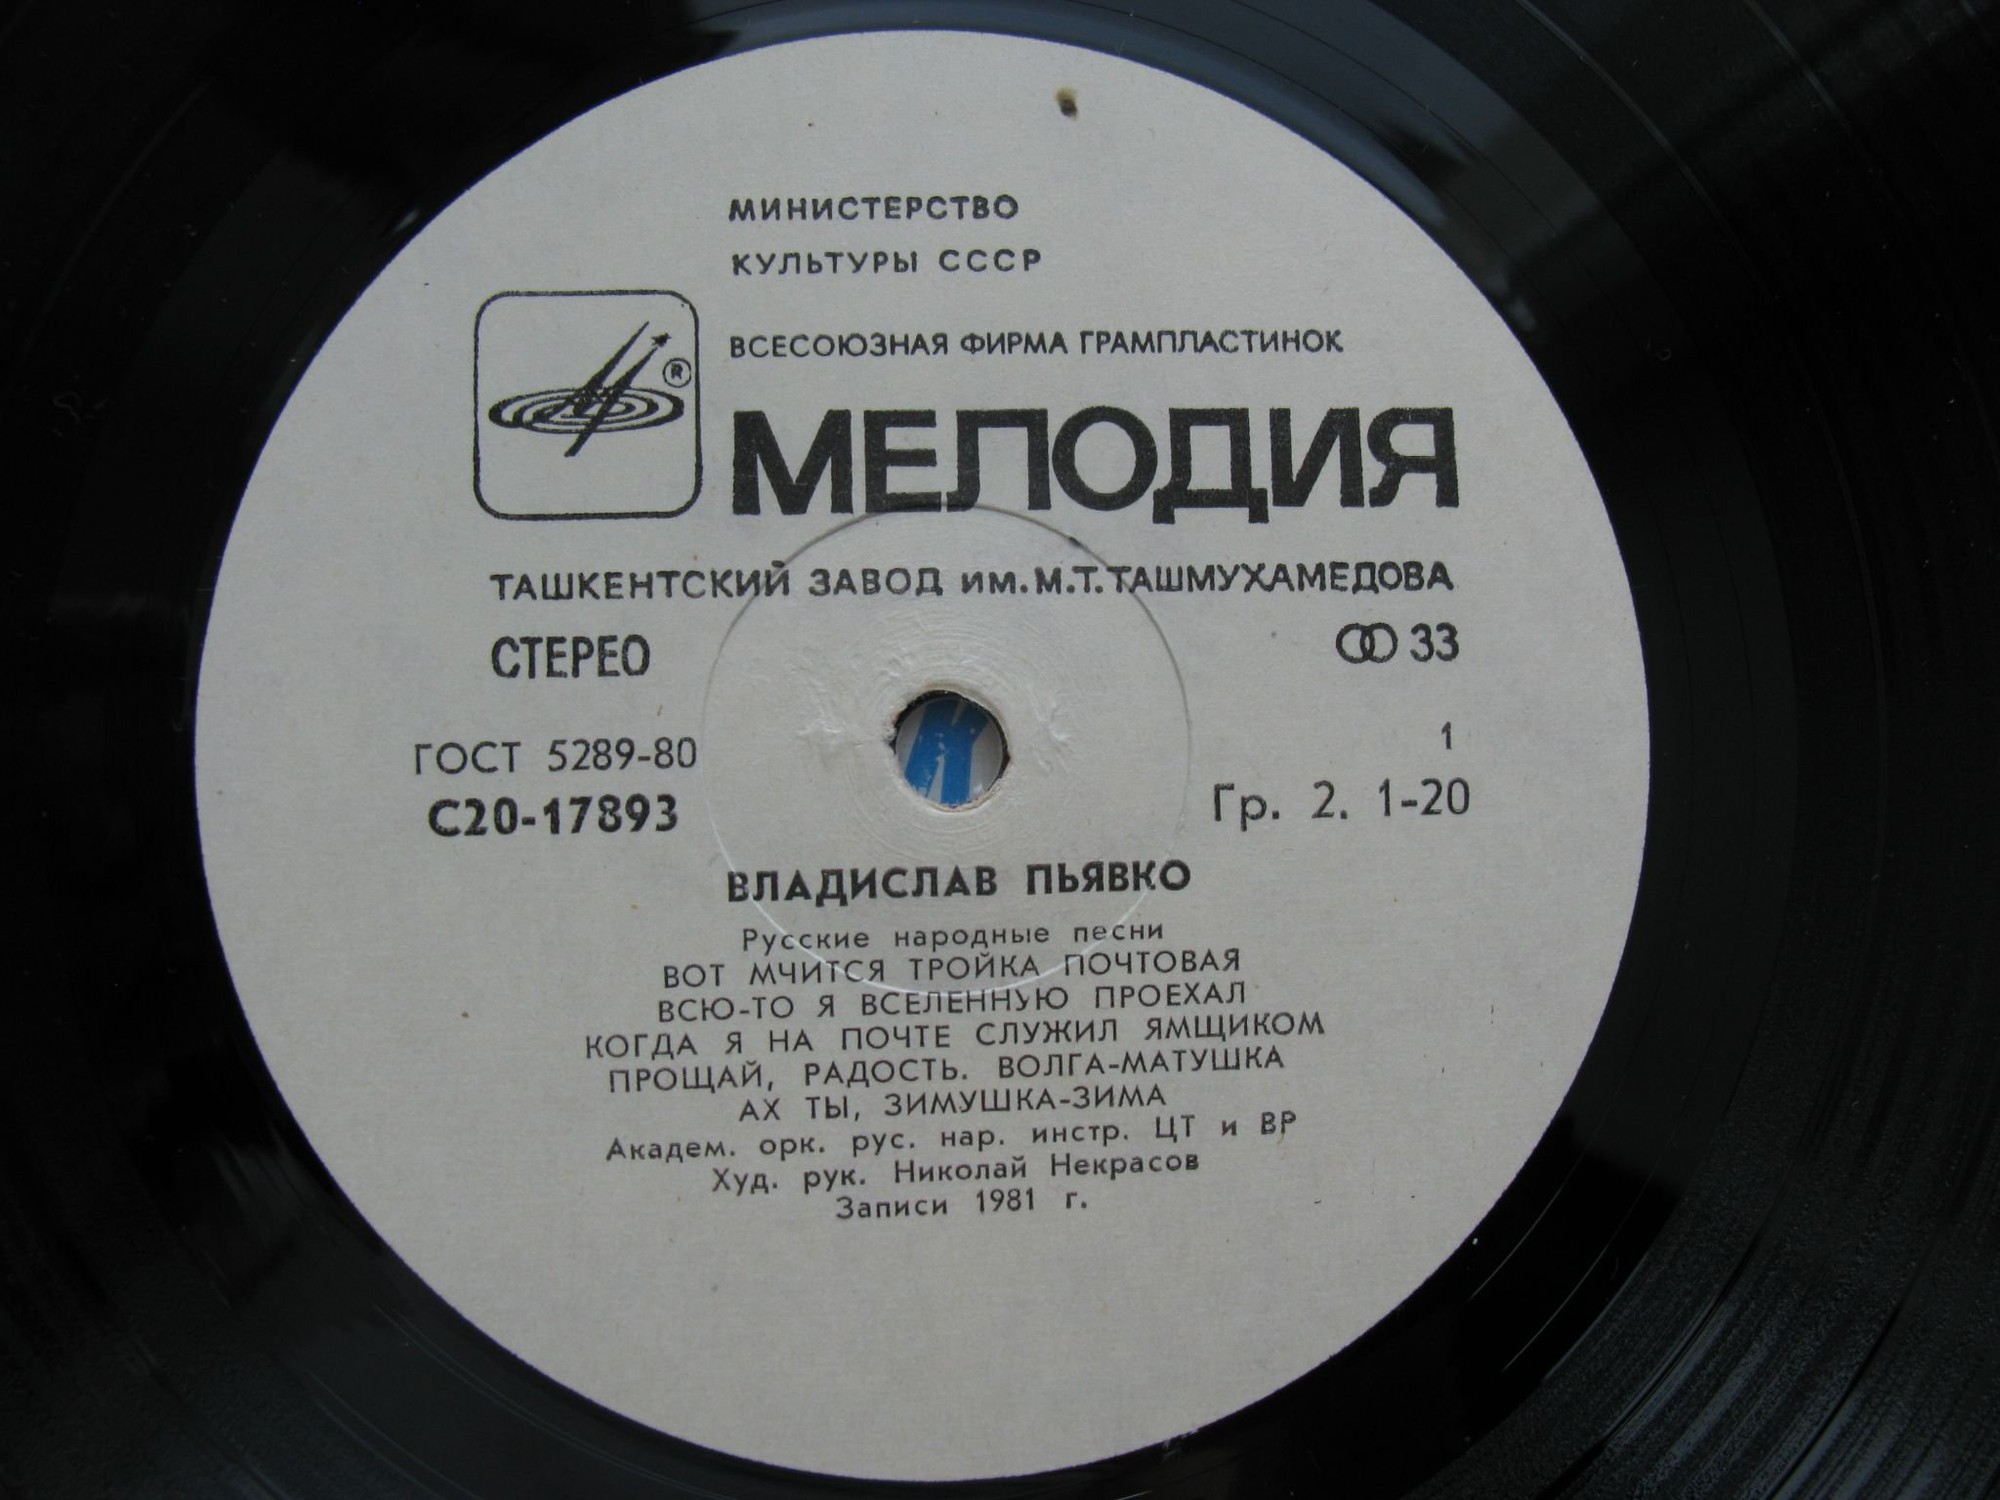 МИНИСТЕРСТВО
КУЛЬТУРЫ СССР
ВСЕСОЮЗНАЯ ФИРМА ГРАМПЛАСТИНОК
®
МЕЛОДИЯ
ТАШКЕНТСКИЙ ЗАВОД им. М.Т. ТАШМУХАМЕДОВА
СТЕРЕО 33
ГОСТ 5289-80 1
С20-17893 Гр. 2. 1-20
ВЛАДИСЛАВ ПЬЯВКО
Русские народные песни
ВОТ МЧИТСЯ ТРОЙКА ПОЧТОВАЯ
ВСЮ-ТО Я ВСЕЛЕННУЮ ПРОЕХАЛ
КОГДА Я НА ПОЧТЕ СЛУЖИЛ ЯМЩИКОМ
ПРОЩАЙ, РАДОСТЬ. ВОЛГА-МАТУШКА
АХ ТЫ, ЗИМУШКА-ЗИМА
Академ. орк. рус. нар. инстр. ЦТ и ВР
Худ. рук. Николай Некрасов
Записи 1981 г.